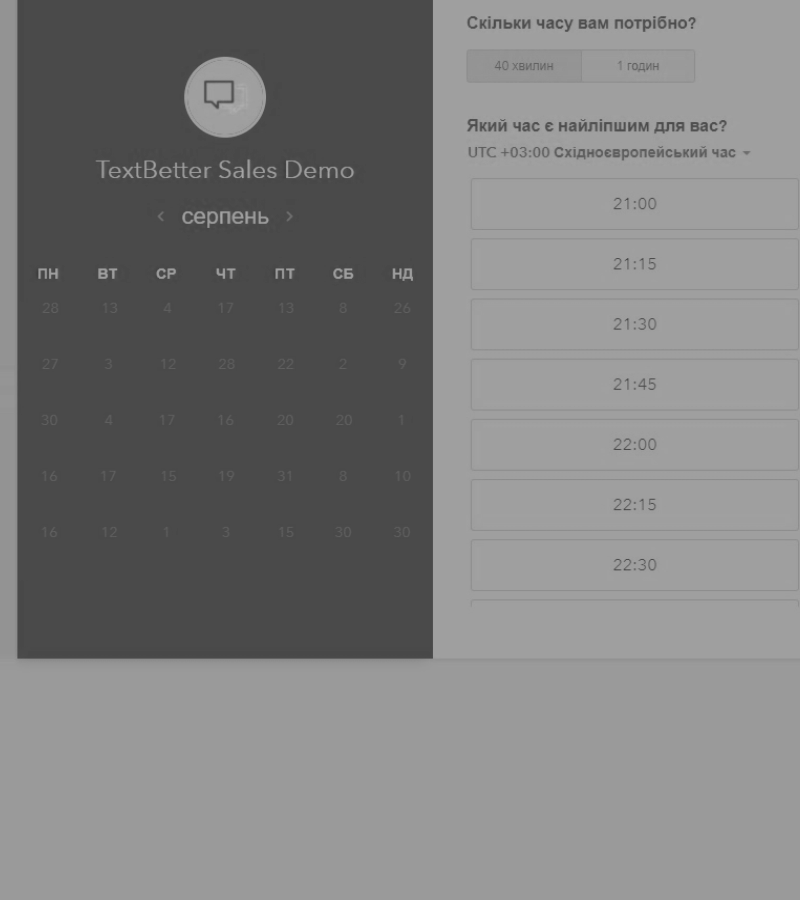 TextBetter Sales Demo
серпень
ПН ВТ СР ЧТ ПТ СБ НД
28 13 4 17 13 8 26
27 3 12 28 22 2 9
30 4 17 16 20 20 1
16 17 15 19 31 8 10
16 12 1 3 15 30 30
Скільки часу вам потрібно?
40 хвилин 1 годин
Який час є найліпшим для вас?
UTC +03:00 Східноєвропейський час
21:00
21:15
21:30
21:45
22:00
22:15
22:30